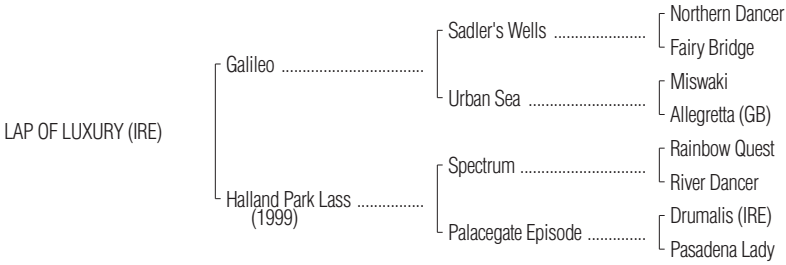 Northern Dancer
Sadler's Wells ......................
Fairy Bridge
Galileo ..................................
Miswaki
Urban Sea ............................
Allegretta (GB)
LAP OF LUXURY (IRE)
Rainbow Quest
Spectrum ..............................
River Dancer
Halland Park Lass ................
(1999)
Drumalis (IRE)
Palacegate Episode ..............
Pasadena Lady